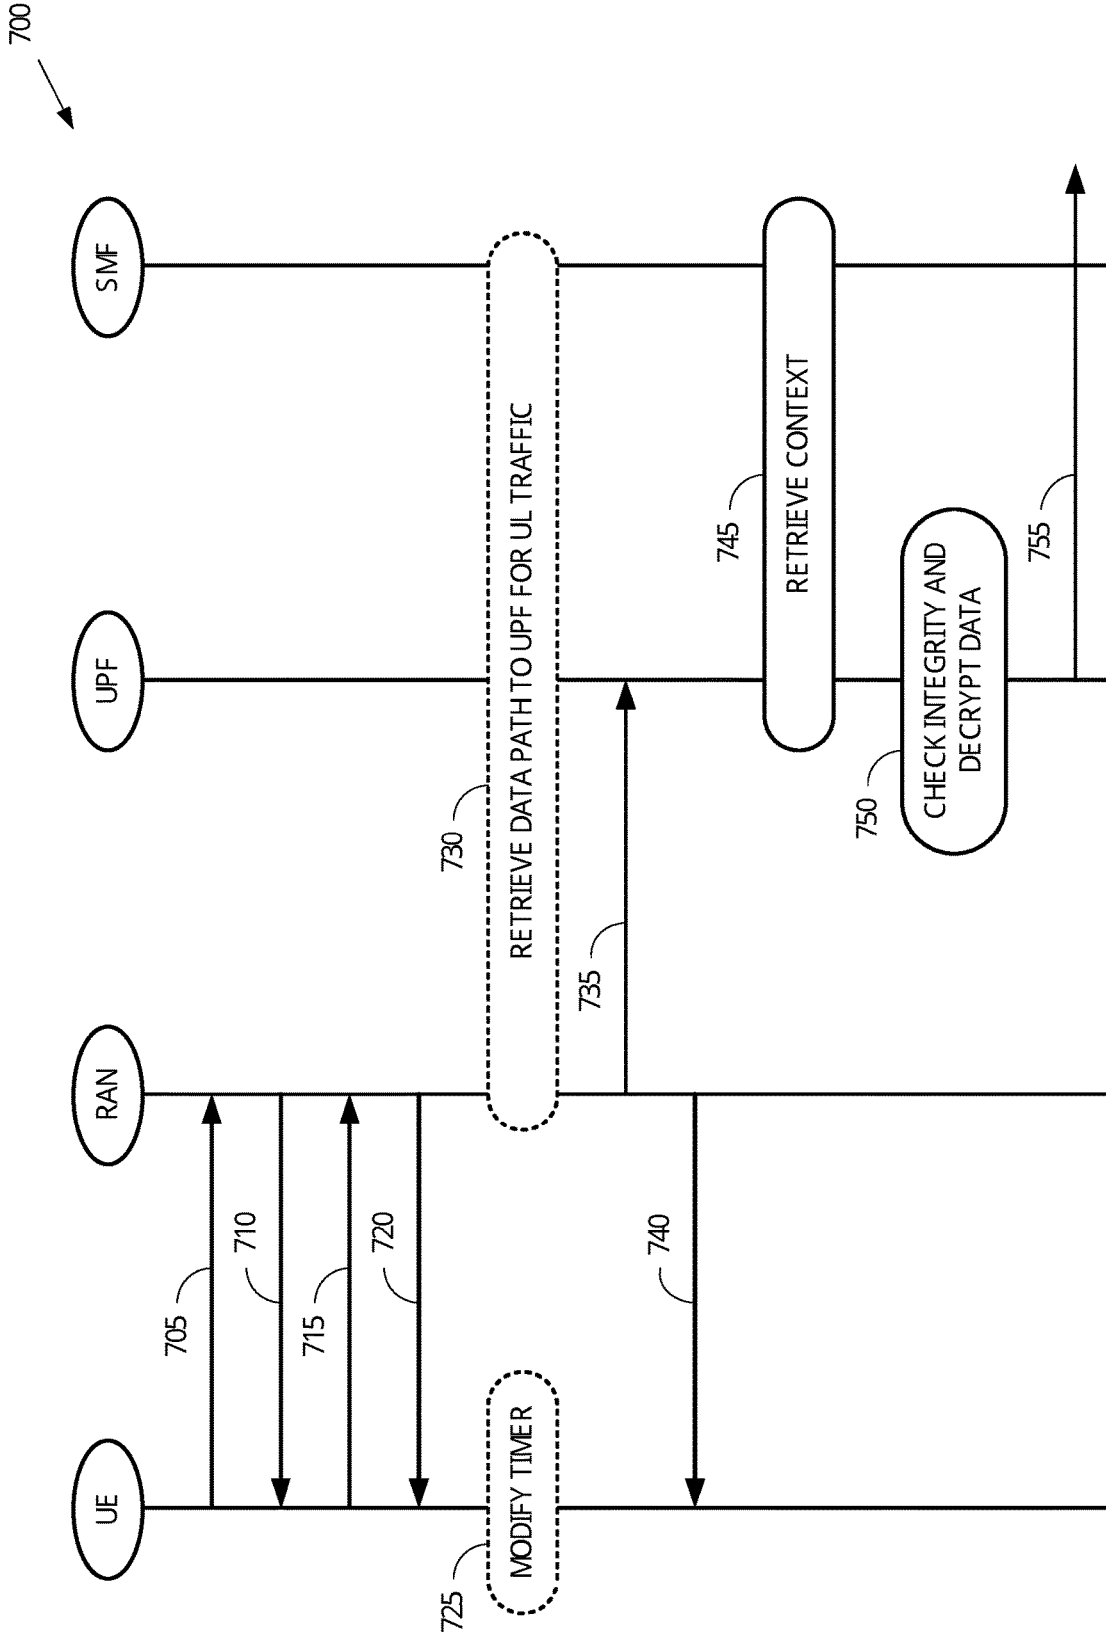 700
UE
RAN
UPF
SMF
705
710
715
720
725
MODIFY TIMER
730
RETRIEVE DATA PATH TO UPF FOR UL TRAFFIC
735
740
745
RETRIEVE CONTEXT
750
CHECK INTEGRITY AND
DECRYPT DATA
755